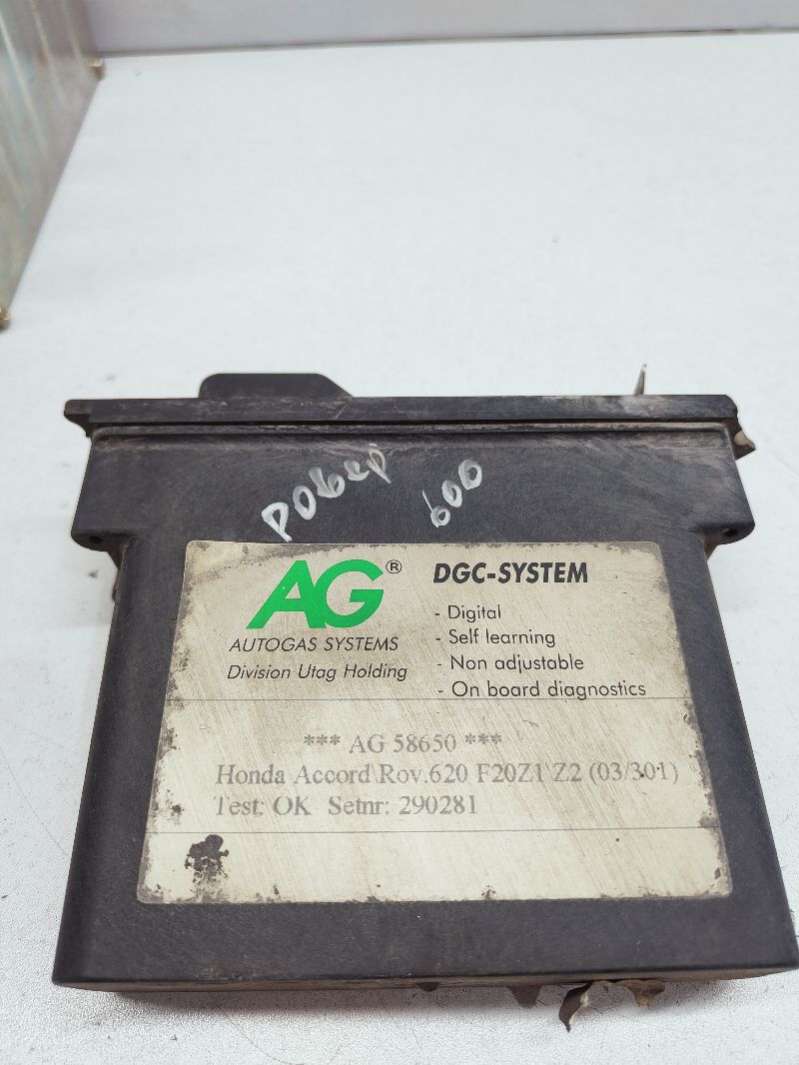 Ровер 600
AG®
AUTOGAS SYSTEMS
Division Utag Holding
DGC-SYSTEM
- Digital
- Self learning
- Non adjustable
- On board diagnostics
*** AG 58650 ***
Honda Accord\Rov.620 F20Z1\Z2 (03/301)
Test: OK Setnr: 290281